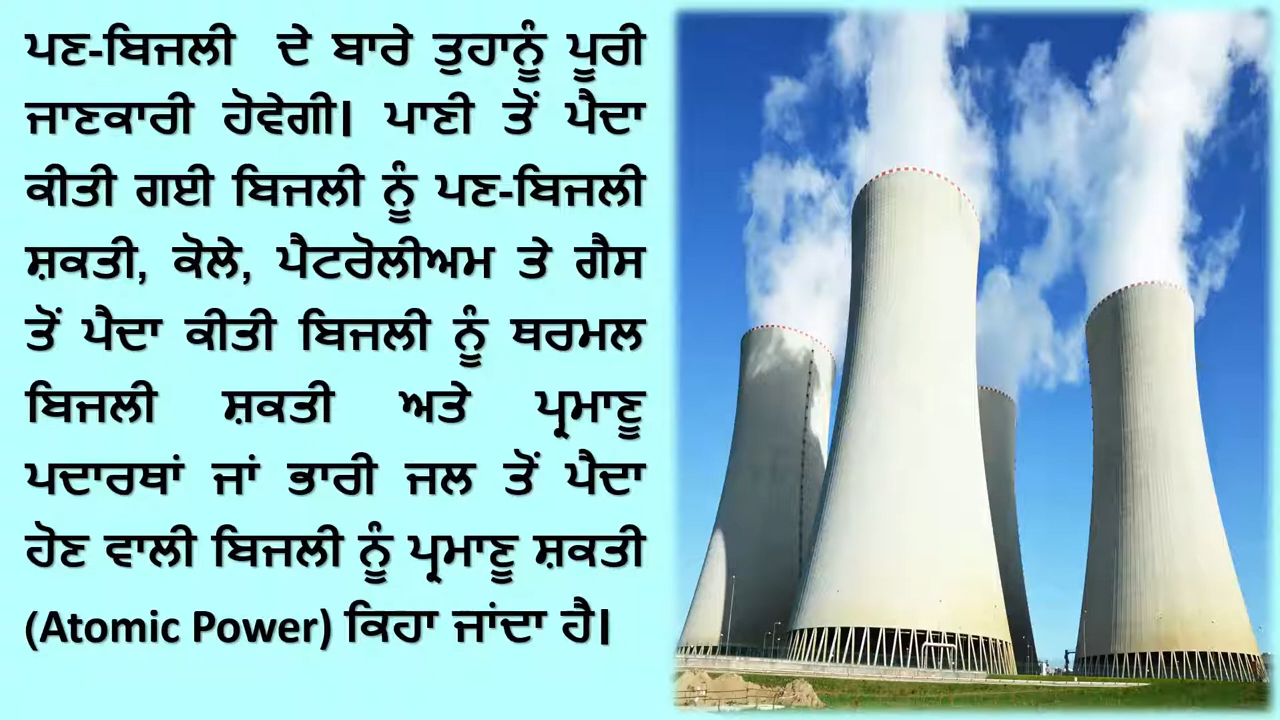 ਪਣ-ਬਿਜਲੀ ਦੇ ਬਾਰੇ ਤੁਹਾਨੂੰ ਪੂਰੀ
ਜਾਣਕਾਰੀ ਹੋਵੇਗੀ। ਪਾਣੀ ਤੋਂ ਪੈਦਾ
ਕੀਤੀ ਗਈ ਬਿਜਲੀ ਨੂੰ ਪਣ-ਬਿਜਲੀ
ਸ਼ਕਤੀ, ਕੋਲੇ, ਪੈਟਰੋਲੀਅਮ ਤੇ ਗੈਸ
ਤੋਂ ਪੈਦਾ ਕੀਤੀ ਬਿਜਲੀ ਨੂੰ ਥਰਮਲ
ਬਿਜਲੀ ਸ਼ਕਤੀ ਅਤੇ ਪ੍ਰਮਾਣੂ
ਪਦਾਰਥਾਂ ਜਾਂ ਭਾਰੀ ਜਲ ਤੋਂ ਪੈਦਾ
ਹੋਣ ਵਾਲੀ ਬਿਜਲੀ ਨੂੰ ਪ੍ਰਮਾਣੂ ਸ਼ਕਤੀ
(Atomic Power) ਕਿਹਾ ਜਾਂਦਾ ਹੈ।